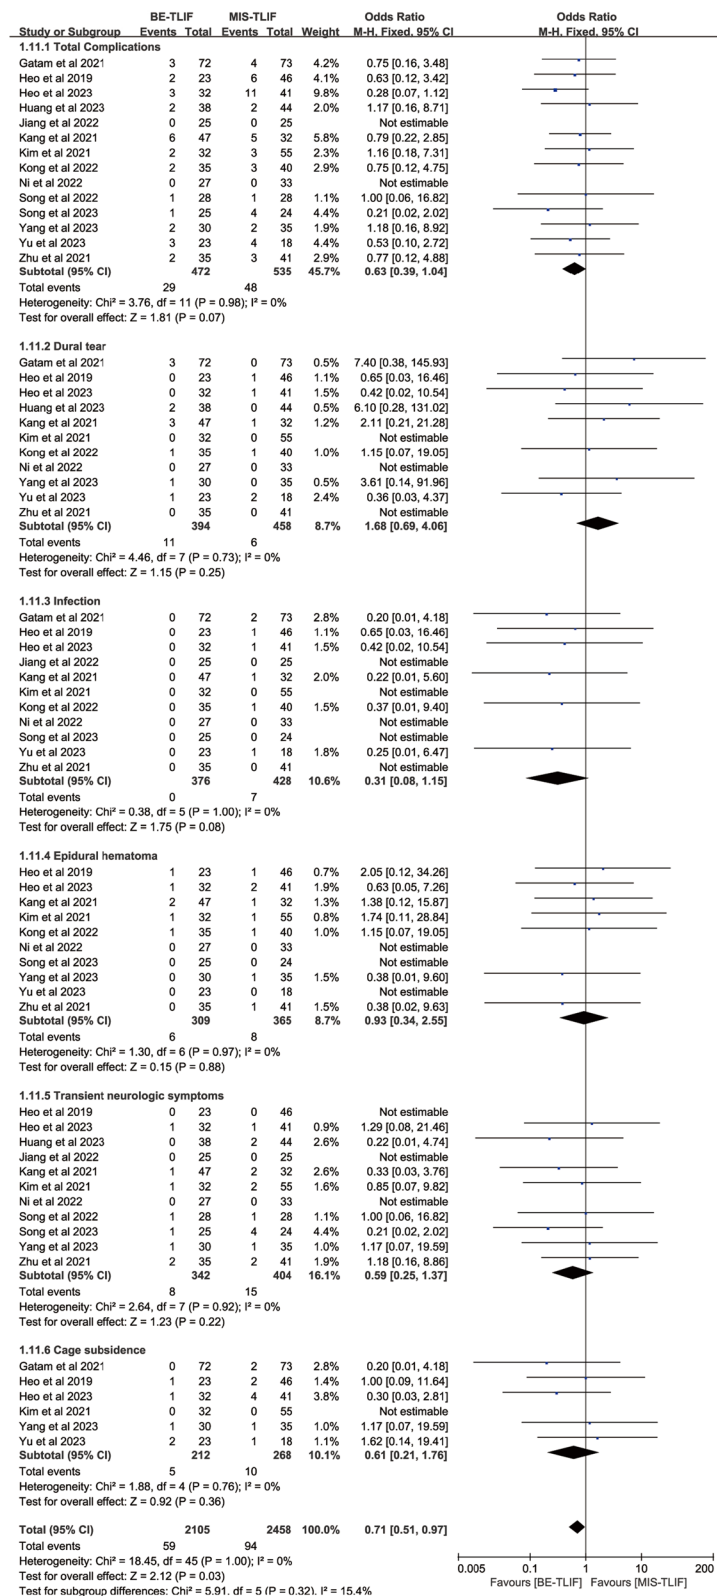 BE-TLIF MIS-TLIF Odds Ratio Odds Ratio
Study or Subgroup Events Total Events Total Weight M-H, Fixed, 95% CI M-H, Fixed, 95% CI
1.11.1 Total Complications
Gatam et al 2021 3 72 4 73 4.2% 0.75 [0.16, 3.48]
Heo et al 2019 2 23 6 46 4.1% 0.63 [0.12, 3.42]
Heo et al 2023 3 32 11 41 9.8% 0.28 [0.07, 1.12]
Huang et al 2023 2 38 2 44 2.0% 1.17 [0.16, 8.71]
Jiang et al 2022 0 25 0 25 Not estimable
Kang et al 2021 6 47 5 32 5.8% 0.79 [0.22, 2.85]
Kim et al 2021 2 32 3 55 2.3% 1.16 [0.18, 7.31]
Kong et al 2022 2 35 3 40 2.9% 0.75 [0.12, 4.75]
Ni et al 2022 0 27 0 33 Not estimable
Song et al 2022 1 28 1 28 1.1% 1.00 [0.06, 16.82]
Song et al 2023 1 25 4 24 4.4% 0.21 [0.02, 2.02]
Yang et al 2023 2 30 2 35 1.9% 1.18 [0.16, 8.92]
Yu et al 2023 3 23 4 18 4.4% 0.53 [0.10, 2.72]
Zhu et al 2021 2 35 3 41 2.9% 0.77 [0.12, 4.88]
Subtotal (95% CI) 472 535 45.7% 0.63 [0.39, 1.04]
Total events 29 48
Heterogeneity: Chi² = 3.76, df = 11 (P = 0.98); I² = 0%
Test for overall effect: Z = 1.81 (P = 0.07)
1.11.2 Dural tear
Gatam et al 2021 3 72 0 73 0.5% 7.40 [0.38, 145.93]
Heo et al 2019 0 23 1 46 1.1% 0.65 [0.03, 16.46]
Heo et al 2023 0 32 1 41 1.5% 0.42 [0.02, 10.54]
Huang et al 2023 2 38 0 44 0.5% 6.10 [0.28, 131.02]
Kang et al 2021 3 47 1 32 1.2% 2.11 [0.21, 21.28]
Kim et al 2021 0 32 0 55 Not estimable
Kong et al 2022 1 35 1 40 1.0% 1.15 [0.07, 19.05]
Ni et al 2022 0 27 0 33 Not estimable
Yang et al 2023 1 30 0 35 0.5% 3.61 [0.14, 91.96]
Yu et al 2023 1 23 2 18 2.4% 0.36 [0.03, 4.37]
Zhu et al 2021 0 35 0 41 Not estimable
Subtotal (95% CI) 394 458 8.7% 1.68 [0.69, 4.06]
Total events 11 6
Heterogeneity: Chi² = 4.46, df = 7 (P = 0.73); I² = 0%
Test for overall effect: Z = 1.15 (P = 0.25)
1.11.3 Infection
Gatam et al 2021 0 72 2 73 2.8% 0.20 [0.01, 4.18]
Heo et al 2019 0 23 1 46 1.1% 0.65 [0.03, 16.46]
Heo et al 2023 0 32 1 41 1.5% 0.42 [0.02, 10.54]
Jiang et al 2022 0 25 0 25 Not estimable
Kang et al 2021 0 47 1 32 2.0% 0.22 [0.01, 5.60]
Kim et al 2021 0 32 0 55 Not estimable
Kong et al 2022 0 35 1 40 1.5% 0.37 [0.01, 9.40]
Ni et al 2022 0 27 0 33 Not estimable
Song et al 2023 0 25 0 24 Not estimable
Yu et al 2023 0 23 1 18 1.8% 0.25 [0.01, 6.47]
Zhu et al 2021 0 35 0 41 Not estimable
Subtotal (95% CI) 376 428 10.6% 0.31 [0.08, 1.15]
Total events 0 7
Heterogeneity: Chi² = 0.38, df = 5 (P = 1.00); I² = 0%
Test for overall effect: Z = 1.75 (P = 0.08)
1.11.4 Epidural hematoma
Heo et al 2019 1 23 1 46 0.7% 2.05 [0.12, 34.26]
Heo et al 2023 1 32 2 41 1.9% 0.63 [0.05, 7.26]
Kang et al 2021 2 47 1 32 1.3% 1.38 [0.12, 15.87]
Kim et al 2021 1 32 1 55 0.8% 1.74 [0.11, 28.84]
Kong et al 2022 1 35 1 40 1.0% 1.15 [0.07, 19.05]
Ni et al 2022 0 27 0 33 Not estimable
Song et al 2023 0 25 0 24 Not estimable
Yang et al 2023 0 30 1 35 1.5% 0.38 [0.01, 9.60]
Yu et al 2023 0 23 0 18 Not estimable
Zhu et al 2021 0 35 1 41 1.5% 0.38 [0.02, 9.63]
Subtotal (95% CI) 309 365 8.7% 0.93 [0.34, 2.55]
Total events 6 8
Heterogeneity: Chi² = 1.30, df = 6 (P = 0.97); I² = 0%
Test for overall effect: Z = 0.15 (P = 0.88)
1.11.5 Transient neurologic symptoms
Heo et al 2019 0 23 0 46 Not estimable
Heo et al 2023 1 32 1 41 0.9% 1.29 [0.08, 21.46]
Huang et al 2023 0 38 2 44 2.6% 0.22 [0.01, 4.74]
Jiang et al 2022 0 25 0 25 Not estimable
Kang et al 2021 1 47 2 32 2.6% 0.33 [0.03, 3.76]
Kim et al 2021 1 32 2 55 1.6% 0.85 [0.07, 9.82]
Ni et al 2022 0 27 0 33 Not estimable
Song et al 2022 1 28 1 28 1.1% 1.00 [0.06, 16.82]
Song et al 2023 1 25 4 24 4.4% 0.21 [0.02, 2.02]
Yang et al 2023 1 30 1 35 1.0% 1.17 [0.07, 19.59]
Zhu et al 2021 2 35 2 41 1.9% 1.18 [0.16, 8.86]
Subtotal (95% CI) 342 404 16.1% 0.59 [0.25, 1.37]
Total events 8 15
Heterogeneity: Chi² = 2.64, df = 7 (P = 0.92); I² = 0%
Test for overall effect: Z = 1.23 (P = 0.22)
1.11.6 Cage subsidence
Gatam et al 2021 0 72 2 73 2.8% 0.20 [0.01, 4.18]
Heo et al 2019 1 23 2 46 1.4% 1.00 [0.09, 11.64]
Heo et al 2023 1 32 4 41 3.8% 0.30 [0.03, 2.81]
Kim et al 2021 0 32 0 55 Not estimable
Yang et al 2023 1 30 1 35 1.0% 1.17 [0.07, 19.59]
Yu et al 2023 2 23 1 18 1.1% 1.62 [0.14, 19.41]
Subtotal (95% CI) 212 268 10.1% 0.61 [0.21, 1.76]
Total events 5 10
Heterogeneity: Chi² = 1.88, df = 4 (P = 0.76); I² = 0%
Test for overall effect: Z = 0.92 (P = 0.36)
Total (95% CI) 2105 2458 100.0% 0.71 [0.51, 0.97]
Total events 59 94
Heterogeneity: Chi² = 18.45, df = 45 (P = 1.00); I² = 0%
Test for overall effect: Z = 2.12 (P = 0.03)
Test for subgroup differences: Chi² = 5.91, df = 5 (P = 0.32), I² = 15.4%
0.005 0.1 1 10 200
Favours [BE-TLIF] Favours [MIS-TLIF]